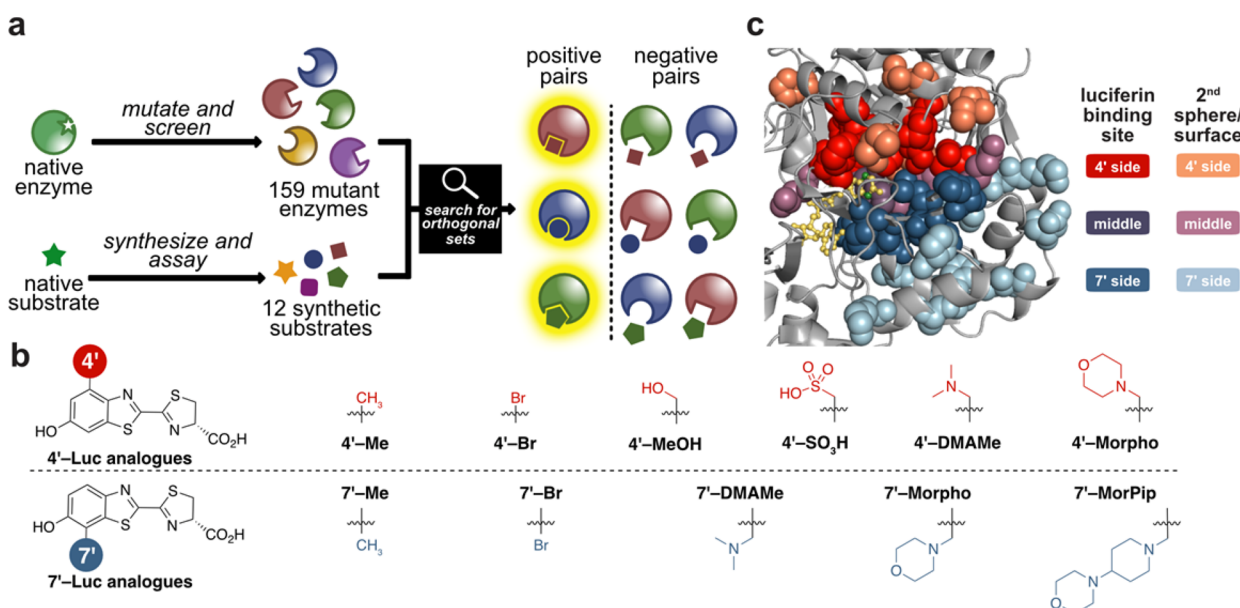 a
native
enzyme
mutate and
screen
159 mutant
enzymes
native
substrate
synthesize and
assay
12 synthetic
substrates
search for
orthogonal
sets
positive
pairs
negative
pairs
c
luciferin
binding
site
2nd
sphere/
surface
4' side
4' side
middle
middle
7' side
7' side
b
4'
N
S
HO
S
N
CO2H
4'–Luc analogues
CH3
4'–Me
Br
4'–Br
HO
4'–MeOH
O O
HO S
4'–SO3H
N
4'–DMAMe
O
N
4'–Morpho
N
S
HO
S
N
CO2H
7'
7'–Luc analogues
7'–Me
CH3
7'–Br
Br
7'–DMAMe
N
7'–Morpho
N
O
7'–MorPip
N
N
O